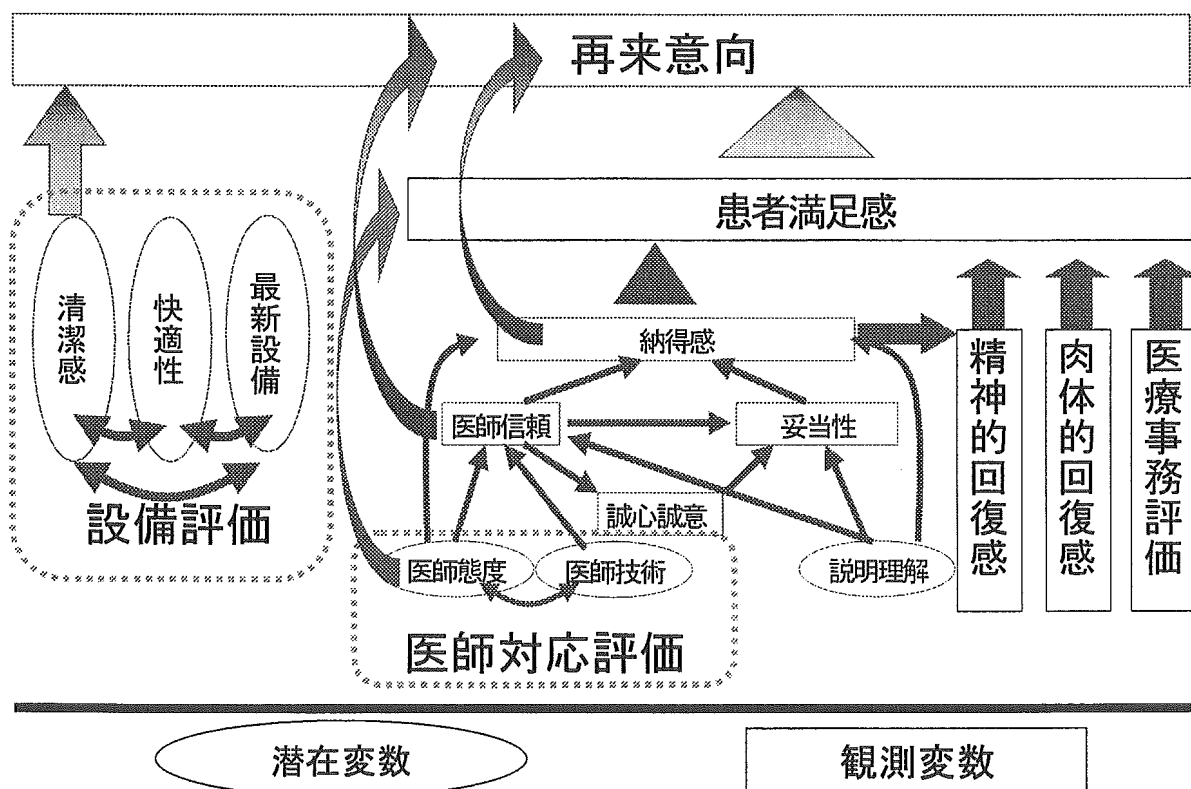 再来意向
患者満足感
清潔感
快適性
最新設備
設備評価
納得感
医師信頼
妥当性
誠心誠意
医師態度
医師技術
説明理解
医師対応評価
精神的回復感
肉体的回復感
医療事務評価
潜在変数
観測変数